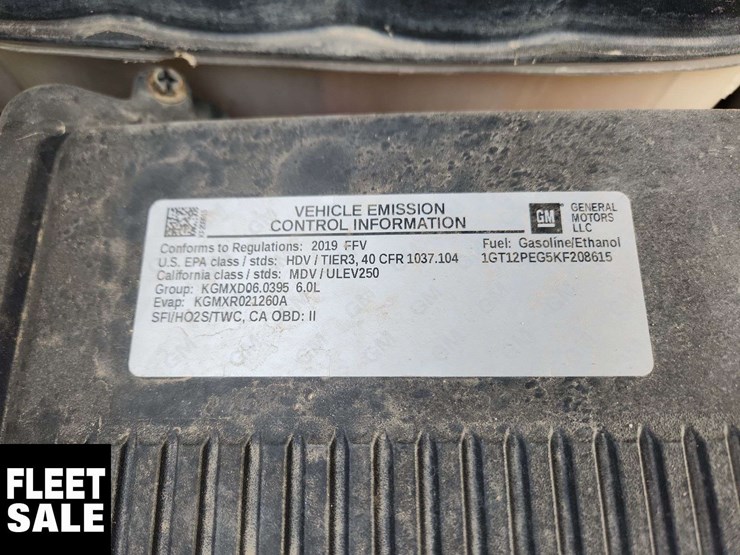 VEHICLE EMISSION
CONTROL INFORMATION
GM
GENERAL
MOTORS
LLC
Conforms to Regulations: 2019 FFV
Fuel: Gasoline/Ethanol
U.S. EPA class / stds: HDV / TIER3, 40 CFR 1037.104
1GT12PEG5KF208615
California class / stds: MDV / ULEV250
Group: KGMXD06.0395 6.0L
Evap: KGMXR021260A
SFI/HO2S/TWC, CA OBD: II
FLEET
SALE